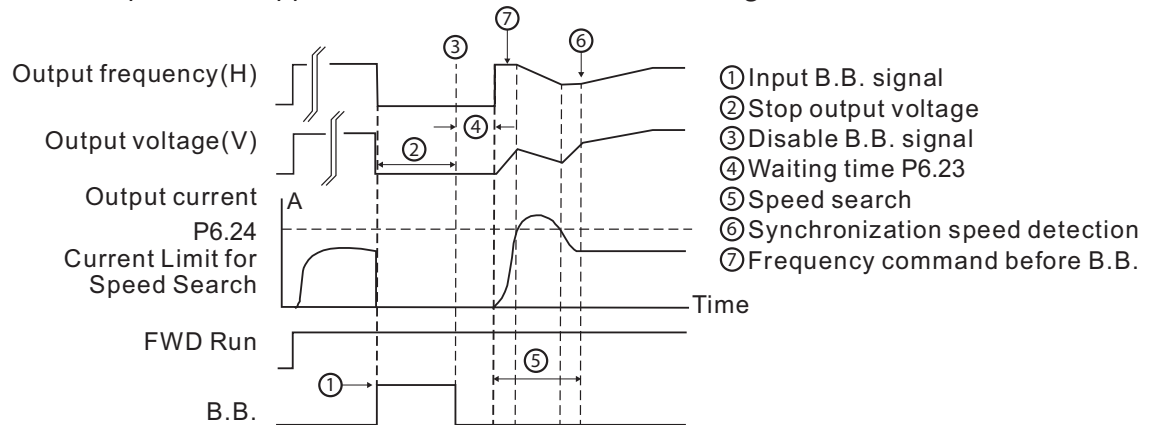 ⑦
③
⑥
Output frequency(H)
④
Output voltage(V)
②
Output current
A
P6.24
Current Limit for
Speed Search
Time
FWD Run
⑤
①
B.B.
①Input B.B. signal
②Stop output voltage
③Disable B.B. signal
④Waiting time P6.23
⑤Speed search
⑥Synchronization speed detection
⑦Frequency command before B.B.